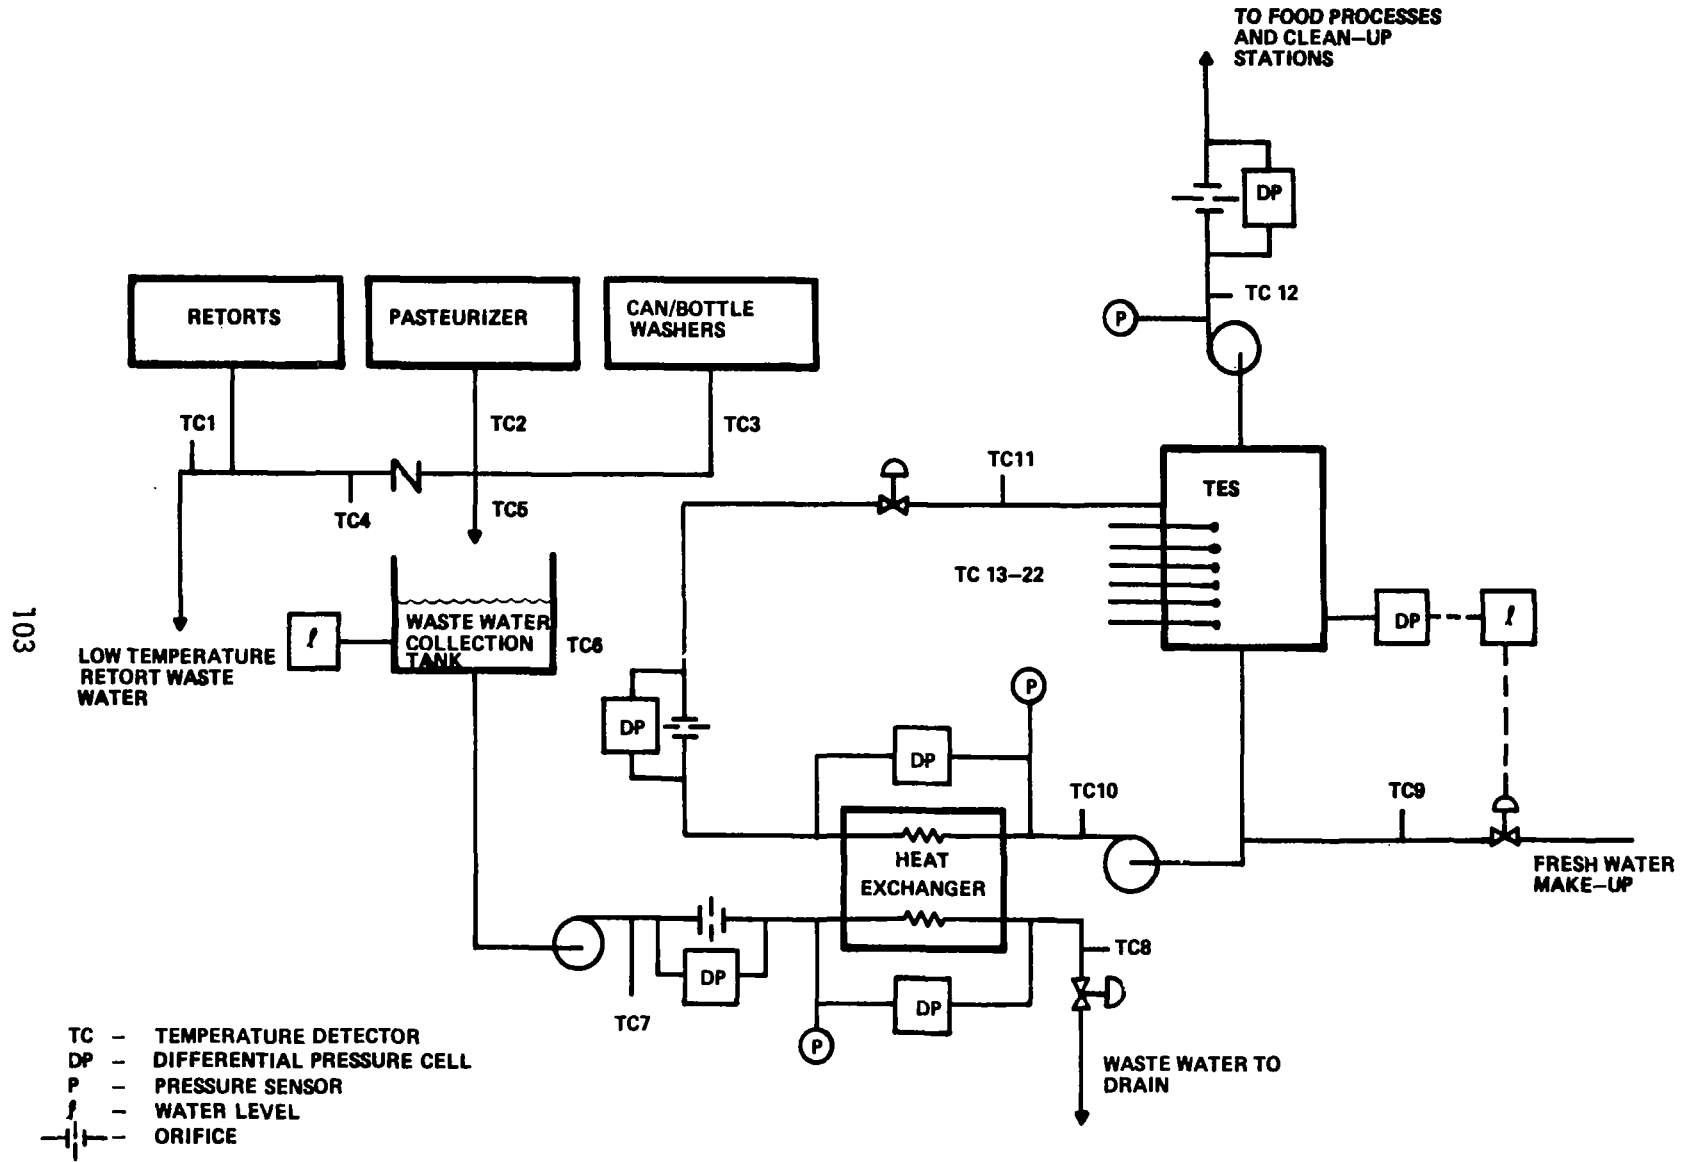 TO FOOD PROCESSES
AND CLEAN-UP
STATIONS
DP
TC 12
P
RETORTS
PASTEURIZER
CAN/BOTTLE
WASHERS
TC1
TC2
TC3
TC4
TC5
TC11
TES
TC 13-22
DP
ℓ
103
ℓ
WASTE WATER
COLLECTION
TANK
TC6
LOW TEMPERATURE
RETORT WASTE
WATER
P
DP
DP
TC10
TC9
HEAT
EXCHANGER
FRESH WATER
MAKE-UP
TC8
DP
DP
TC7
P
WASTE WATER TO
DRAIN
TC - TEMPERATURE DETECTOR
DP - DIFFERENTIAL PRESSURE CELL
P - PRESSURE SENSOR
ℓ - WATER LEVEL
- ORIFICE